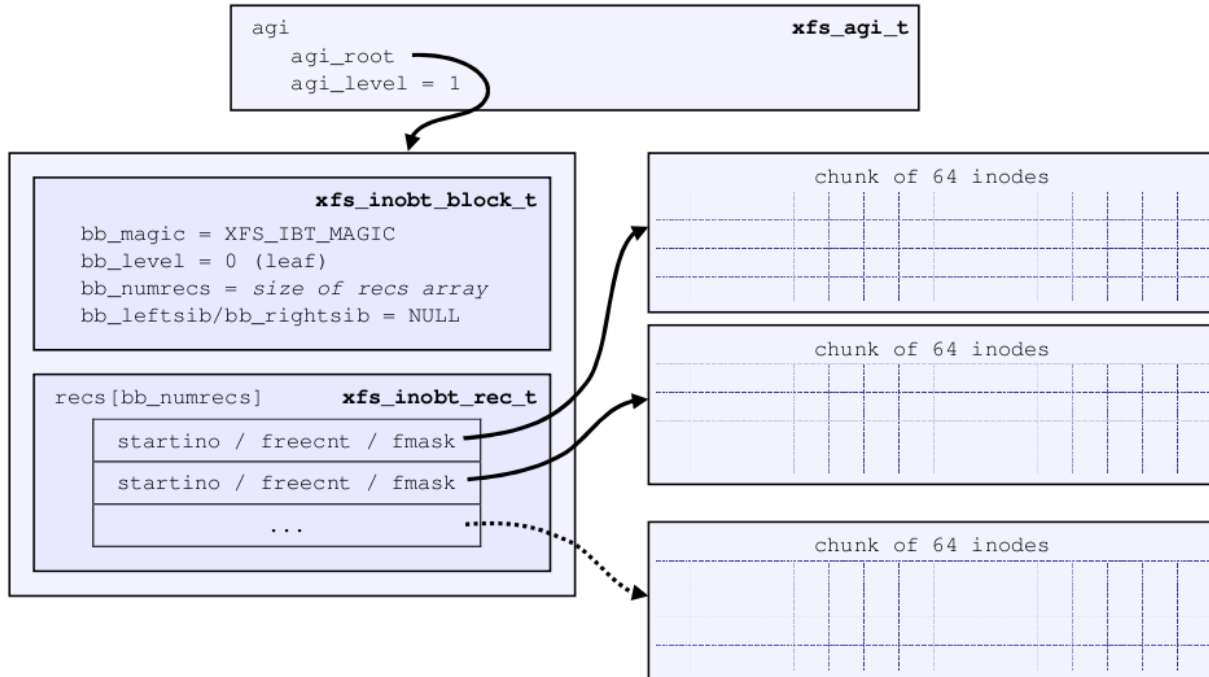 agi xfs_agi_t
agi_root
agi_level = 1
xfs_inobt_block_t
bb_magic = XFS_IBT_MAGIC
bb_level = 0 (leaf)
bb_numrecs = size of recs array
bb_leftsib/bb_rightsib = NULL
recs[bb_numrecs] xfs_inobt_rec_t
startino / freecnt / fmask
startino / freecnt / fmask
...
chunk of 64 inodes
chunk of 64 inodes
chunk of 64 inodes